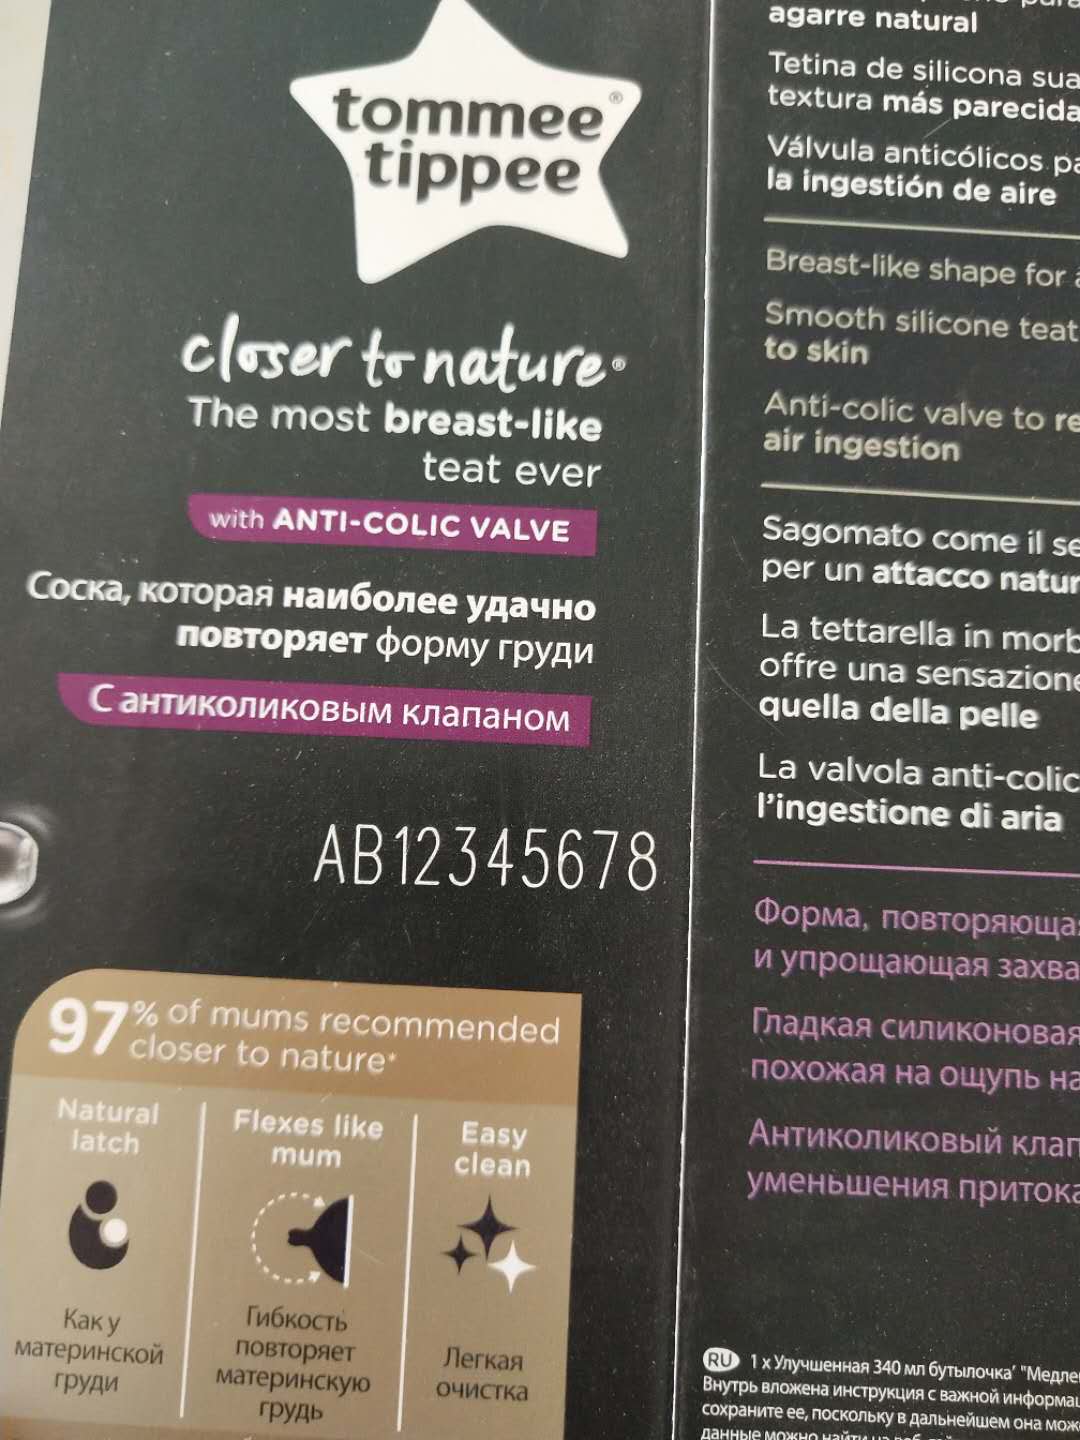 tommee®
tippee
closer to nature®
The most breast-like
teat ever
with ANTI-COLIC VALVE
Соска, которая наиболее удачно
повторяет форму груди
С антиколиковым клапаном
AB12345678
97% of mums recommended
closer to nature*
Natural
latch
Как у
материнской
груди
Flexes like
mum
Гибкость
повторяет
материнскую
грудь
Easy
clean
Легкая
очистка
agarre natural
Tetina de silicona
textura más parecida
Válvula anticólicos
la ingestión de aire
Breast-like shape for
Smooth silicone teat
to skin
Anti-colic valve to
air ingestion
Sagomato come il
per un attacco
La tettarella in
offre una sensazione
quella della pelle
La valvola anti-colic
l'ingestione di aria
Форма,
и упрощающая
Гладкая силиконовая
похожая на ощупь
Антиколиковый
уменьшения
RU 1 x Улучшенная 340 мл бутылочка*
Внутрь вложена инструкция с важной
сохраните ее, поскольку в дальнейшем она
данные можно найти на